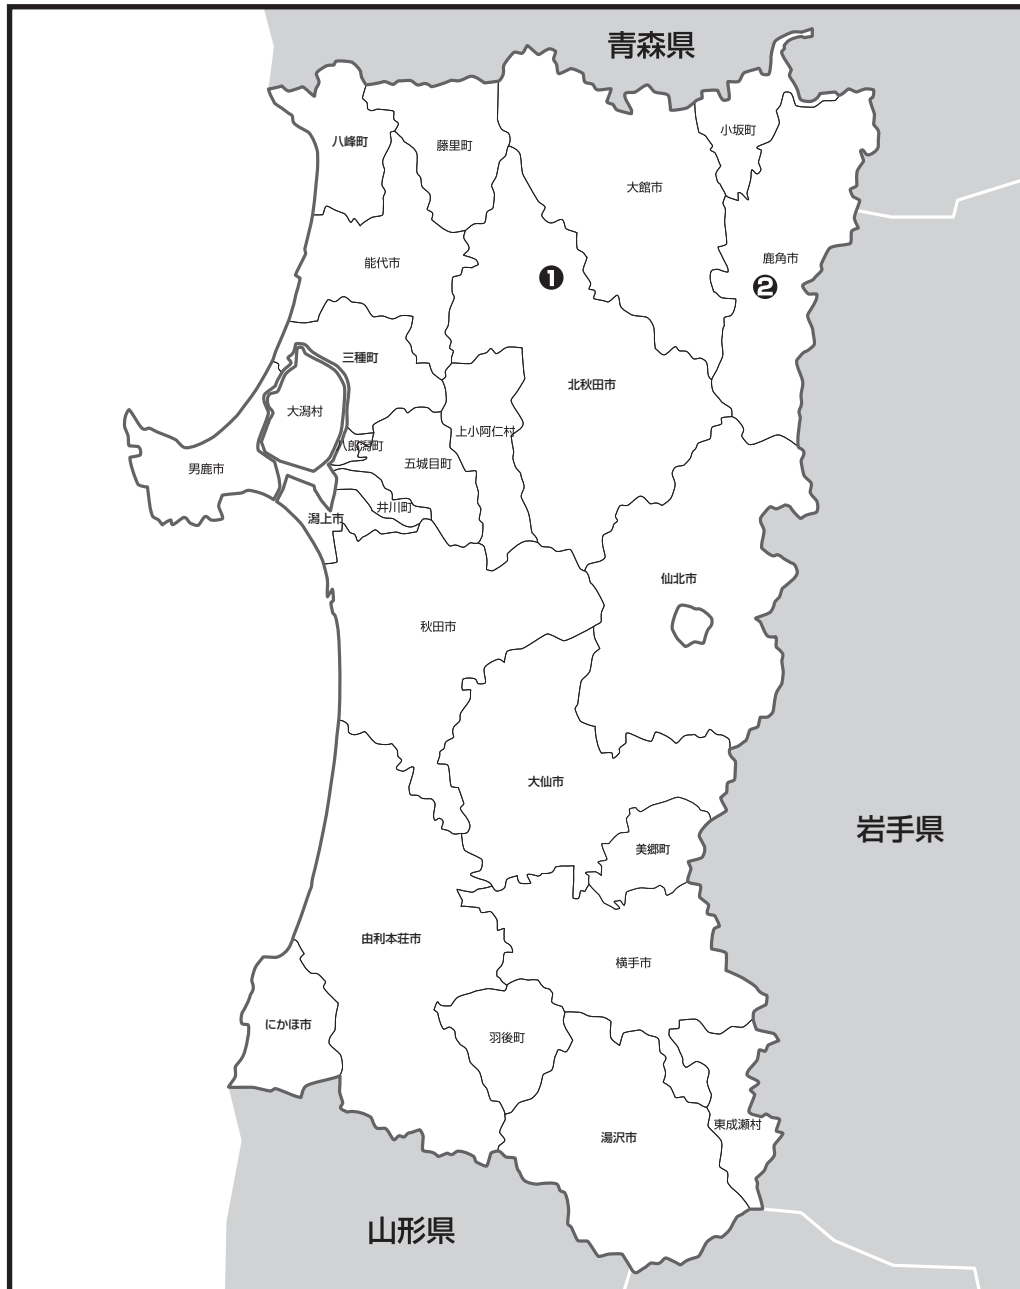 青森県
八峰町
藤里町
小坂町
大館市
能代市
鹿角市
❶
❷
三種町
北秋田市
大潟村
上小阿仁村
八郎潟町
五城目町
男鹿市
井川町
潟上市
仙北市
秋田市
大仙市
岩手県
美郷町
由利本荘市
横手市
にかほ市
羽後町
東成瀬村
湯沢市
山形県